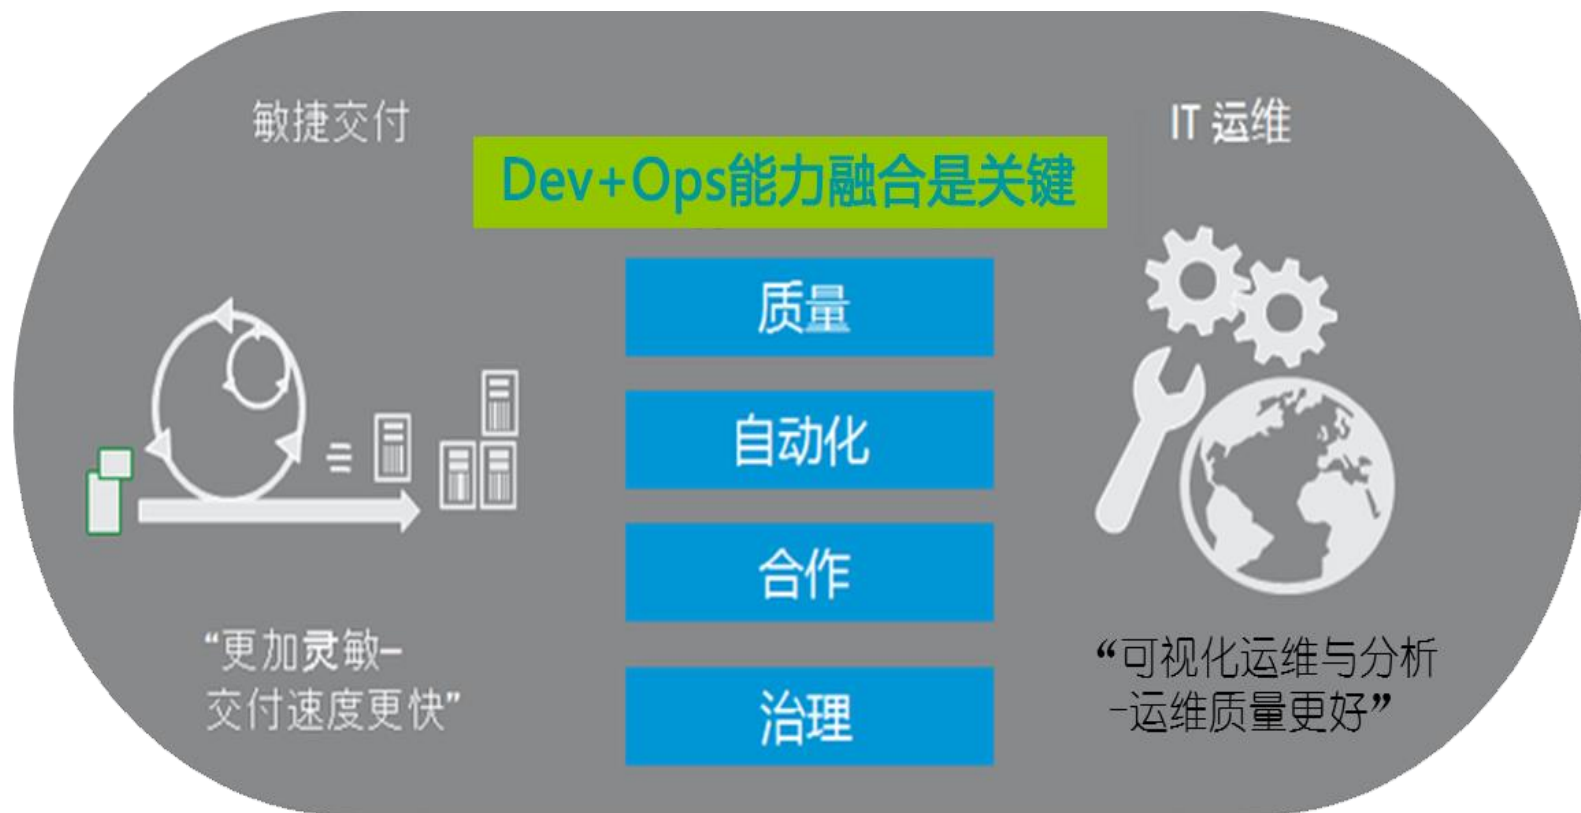 敏捷交付
IT 运维
Dev+Ops能力融合是关键
质量
自动化
合作
治理
“更加灵敏–
交付速度更快”
“可视化运维与分析
–运维质量更好”